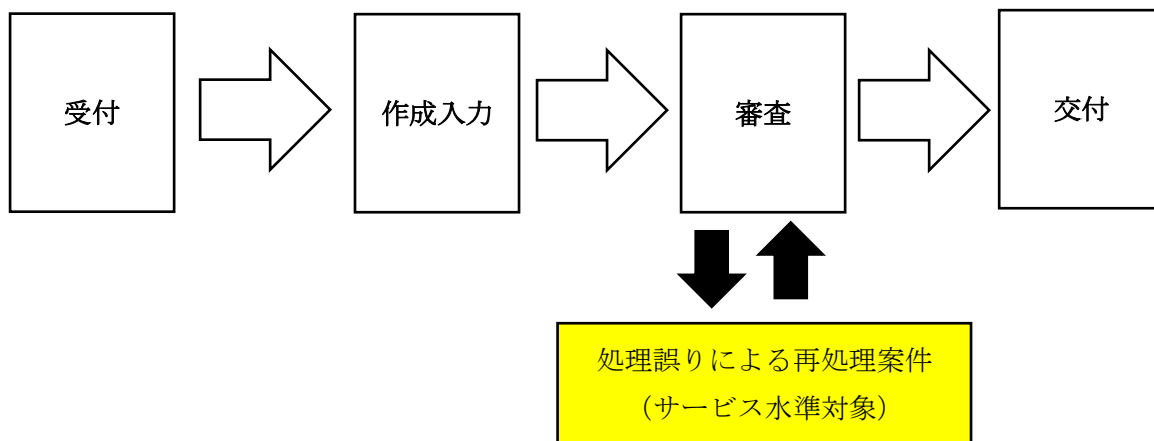 受付
作成入力
審査
交付
処理誤りによる再処理案件
（サービス水準対象）